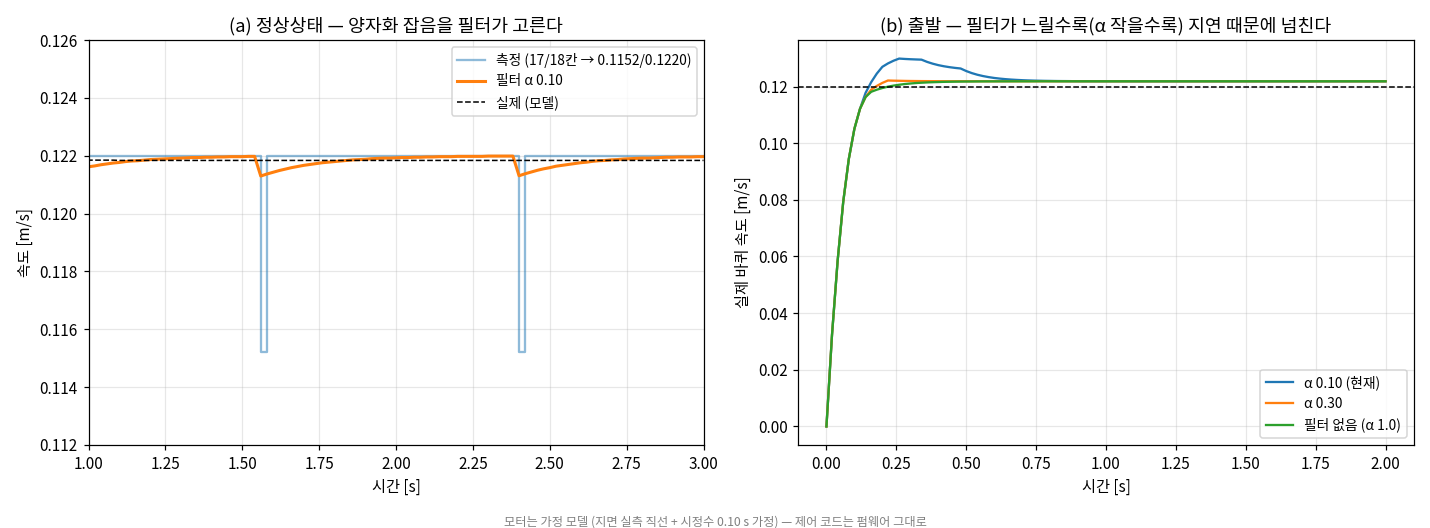 (a) 정상상태 — 양자화 잡음을 필터가 고른다
측정 (17/18칸 → 0.1152/0.1220)
필터 α 0.10
실제 (모델)
속도 [m/s]
0.126
0.124
0.122
0.120
0.118
0.116
0.114
0.112
1.00 1.25 1.50 1.75 2.00 2.25 2.50 2.75 3.00
시간 [s]
(b) 출발 — 필터가 느릴수록(α 작을수록) 지연 때문에 넘친다
실제 바퀴 속도 [m/s]
0.12
0.10
0.08
0.06
0.04
0.02
0.00
α 0.10 (현재)
α 0.30
필터 없음 (α 1.0)
0.00 0.25 0.50 0.75 1.00 1.25 1.50 1.75 2.00
시간 [s]
모터는 가정 모델 (지면 실측 직선 + 시정수 0.10 s 가정) — 제어 코드는 펌웨어 그대로